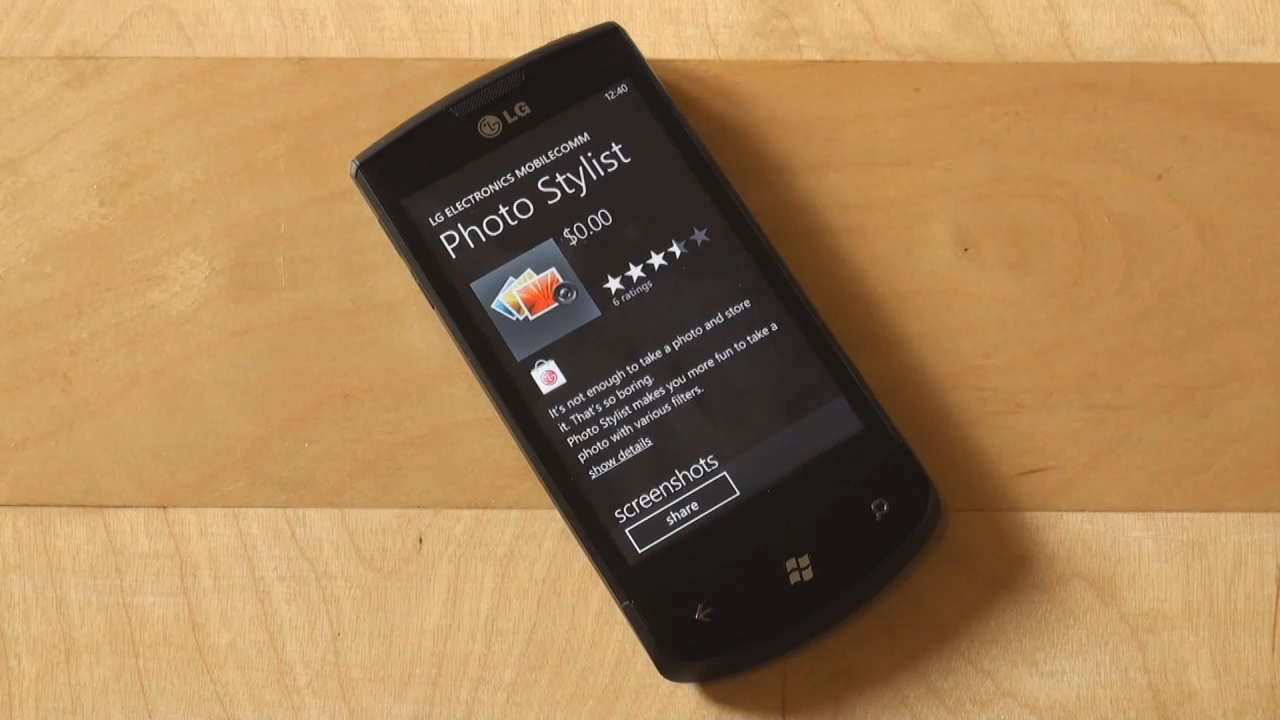 LG
12:40
LG ELECTRONICS MOBILECOMM
Photo Stylist
$0.00
6 ratings
It's not enough to take a photo and store
it. That's so boring.
Photo Stylist makes you more fun to take a
photo with various filters.
show details
screenshots
share